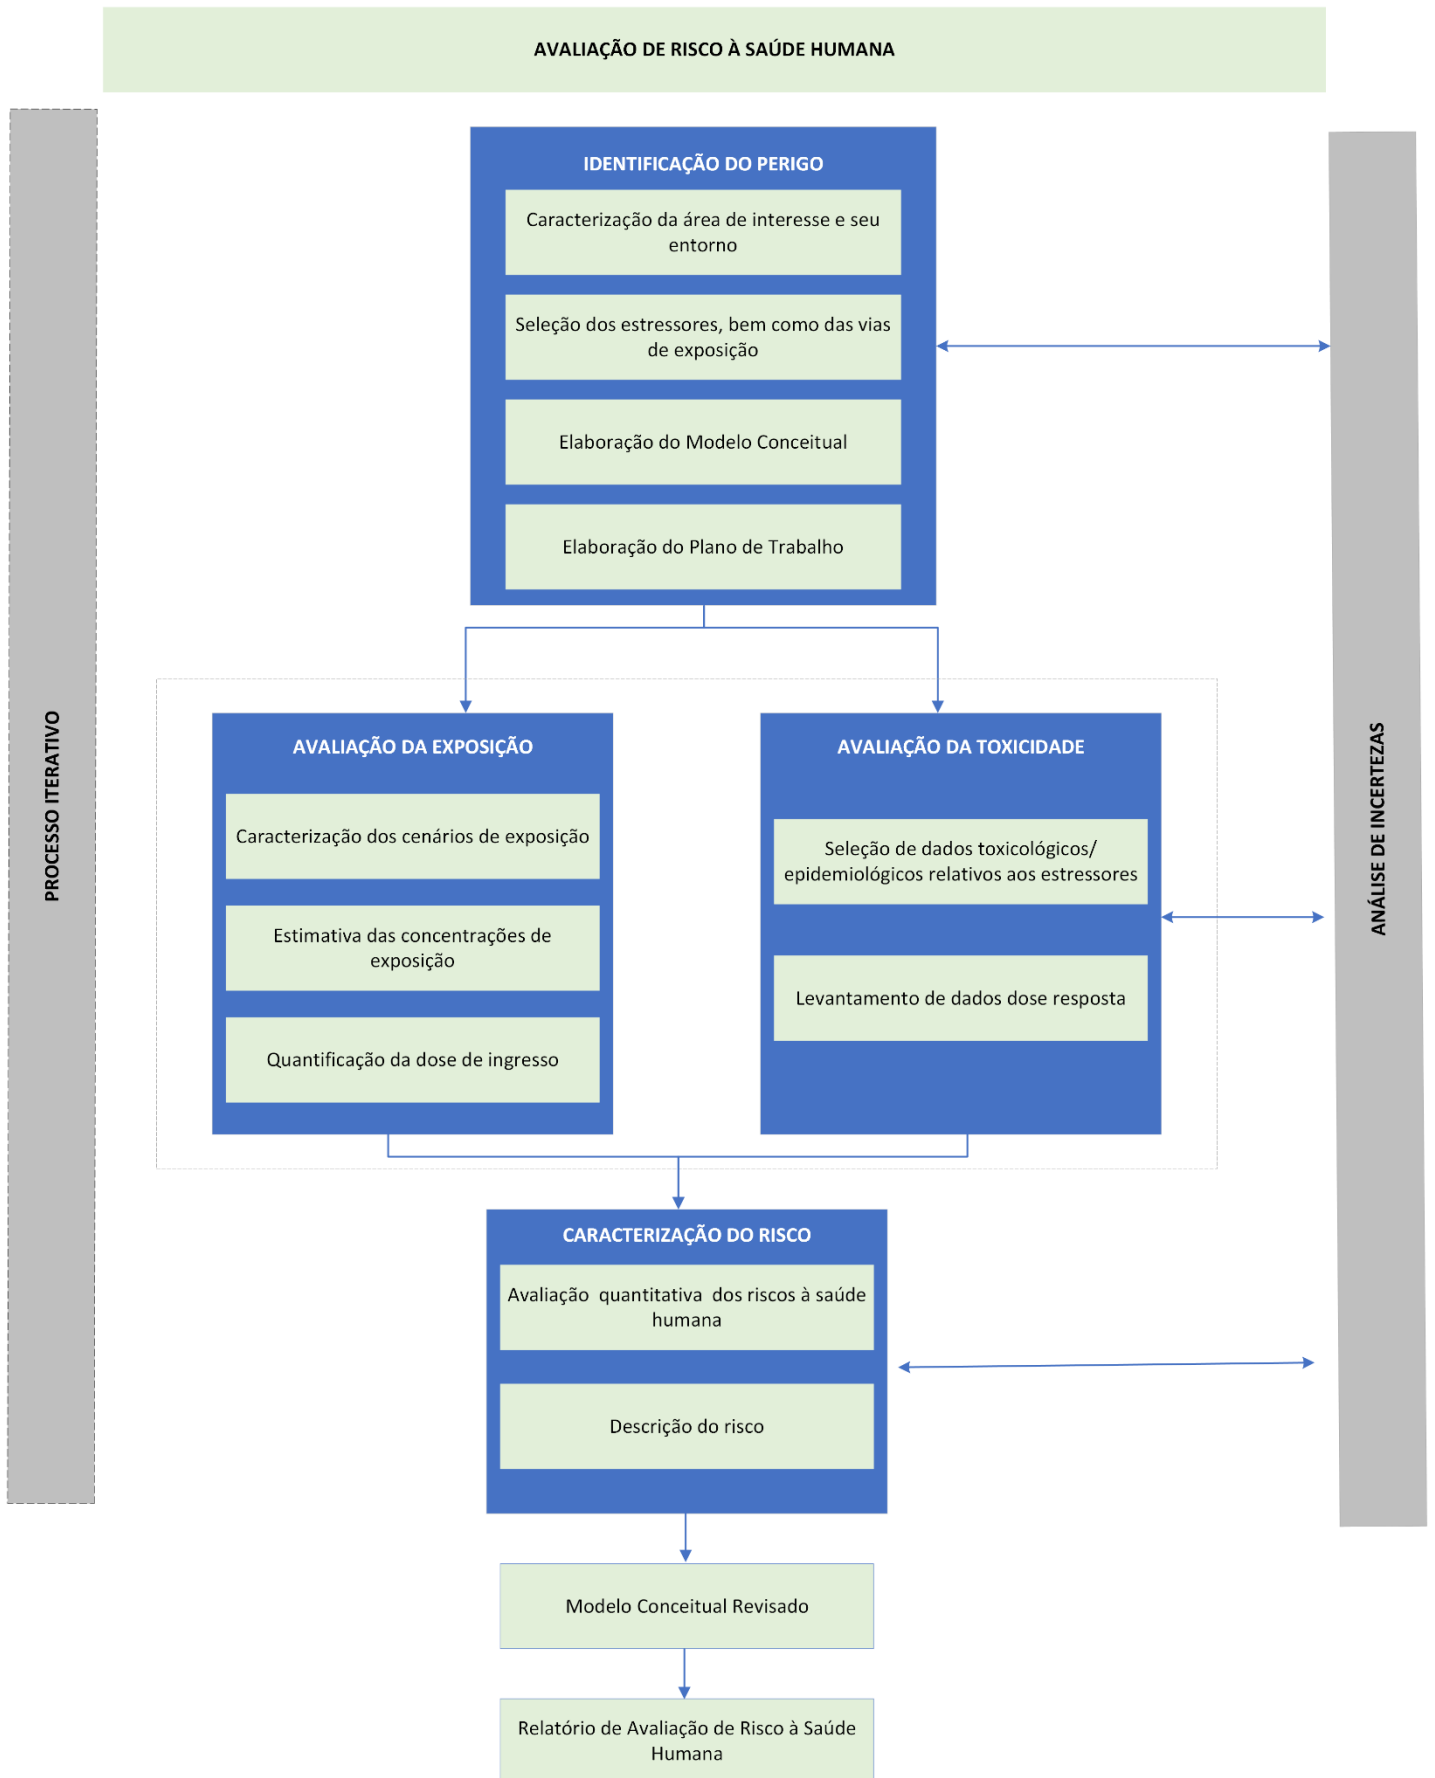 AVALIAÇÃO DE RISCO À SAÚDE HUMANA
PROCESSO ITERATIVO
IDENTIFICAÇÃO DO PERIGO
Caracterização da área de interesse e seu
entorno
Seleção dos estressores, bem como das vias
de exposição
Elaboração do Modelo Conceitual
Elaboração do Plano de Trabalho
AVALIAÇÃO DA EXPOSIÇÃO
Caracterização dos cenários de exposição
Estimativa das concentrações de
exposição
Quantificação da dose de ingresso
AVALIAÇÃO DA TOXICIDADE
Seleção de dados toxicológicos/
epidemiológicos relativos aos estressores
Levantamento de dados dose resposta
ANÁLISE DE INCERTEZAS
CARACTERIZAÇÃO DO RISCO
Avaliação quantitativa dos riscos à saúde
humana
Descrição do risco
Modelo Conceitual Revisado
Relatório de Avaliação de Risco à Saúde
Humana